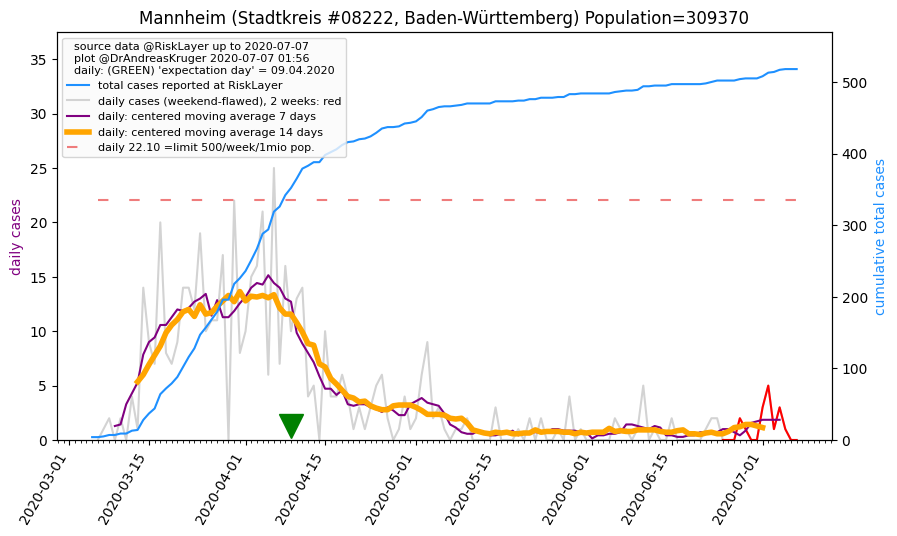 Mannheim (Stadtkreis #08222, Baden-Württemberg) Population=309370
source data @RiskLayer up to 2020-07-07
plot @DrAndreasKruger 2020-07-07 01:56
daily: (GREEN) 'expectation day' = 09.04.2020
total cases reported at RiskLayer
daily cases (weekend-flawed), 2 weeks: red
daily: centered moving average 7 days
daily: centered moving average 14 days
daily 22.10 =limit 500/week/1mio pop.
daily cases
35
30
25
20
15
10
5
0
cumulative total cases
500
400
300
200
100
0
2020-03-01
2020-03-15
2020-04-01
2020-04-15
2020-05-01
2020-05-15
2020-06-01
2020-06-15
2020-07-01